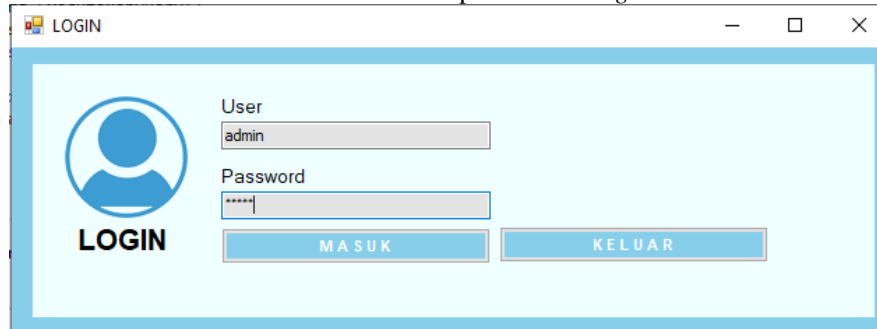 LOGIN
User
admin
Password
*****
LOGIN
MASUK
KELUAR